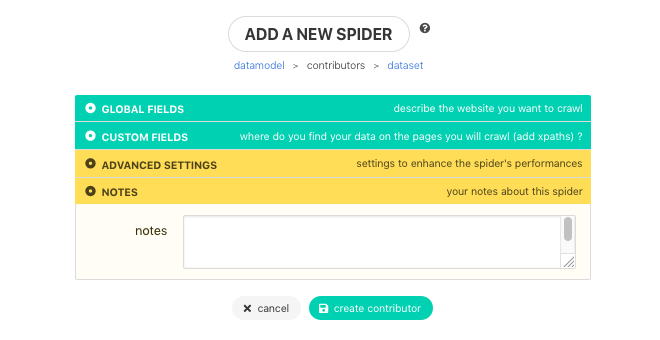 ADD A NEW SPIDER ?
datamodel > contributors > dataset
GLOBAL FIELDS describe the website you want to crawl
CUSTOM FIELDS where do you find your data on the pages you will crawl (add xpaths) ?
ADVANCED SETTINGS settings to enhance the spider's performances
NOTES your notes about this spider
notes
cancel create contributor